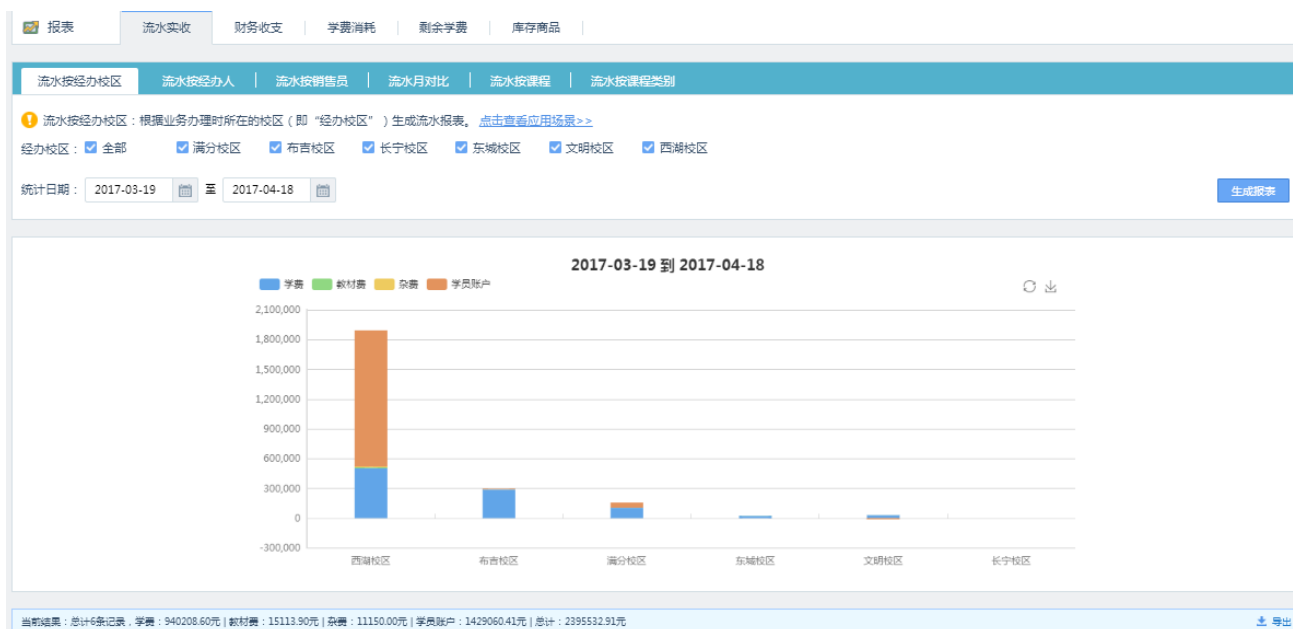 报表 流水实收 财务收支 学费消耗 剩余学费 库存商品
流水按经办校区 流水按经办人 流水按销售员 流水月对比 流水按课程 流水按课程类别
流水按经办校区：根据业务办理时所在的校区（即“经办校区”）生成流水报表。 点击查看应用场景>>
经办校区： 全部 满分校区 布吉校区 长宁校区 东城校区 文明校区 西湖校区
统计日期： 2017-03-19 至 2017-04-18 生成报表
2017-03-19 到 2017-04-18
学费 教材费 杂费 学员账户
2,100,000
1,800,000
1,500,000
1,200,000
900,000
600,000
300,000
0
-300,000
西湖校区 布吉校区 满分校区 东城校区 文明校区 长宁校区
当前结果：总计6条记录，学费：940208.60元 | 教材费：15113.90元 | 杂费：11150.00元 | 学员账户：1429060.41元 | 总计：2395532.91元 导出